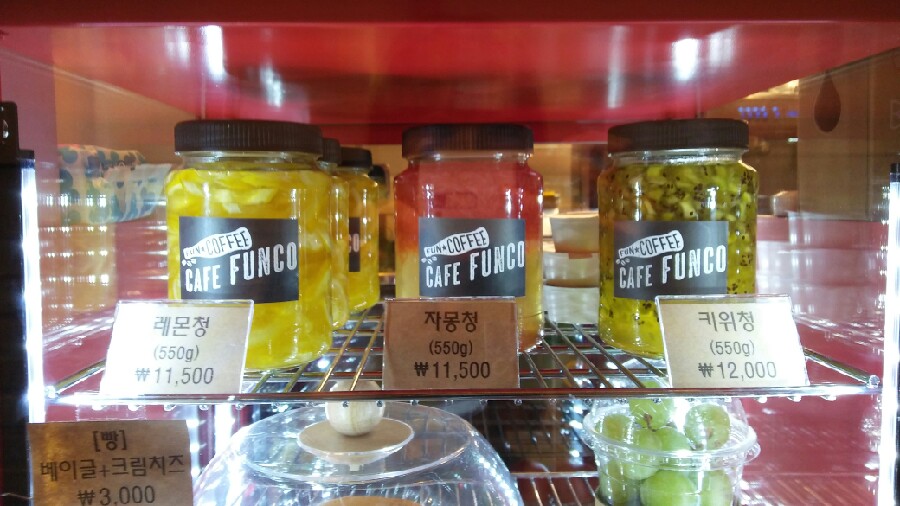 FUN★COFFEE
CAFE FUNCO
FUN★COFFEE
CAFE FUNCO
FUN★COFFEE
CAFE FUNCO
레몬청
(550g)
₩11,500
자몽청
(550g)
₩11,500
키위청
(550g)
₩12,000
[빵]
베이글+크림치즈
₩3,000